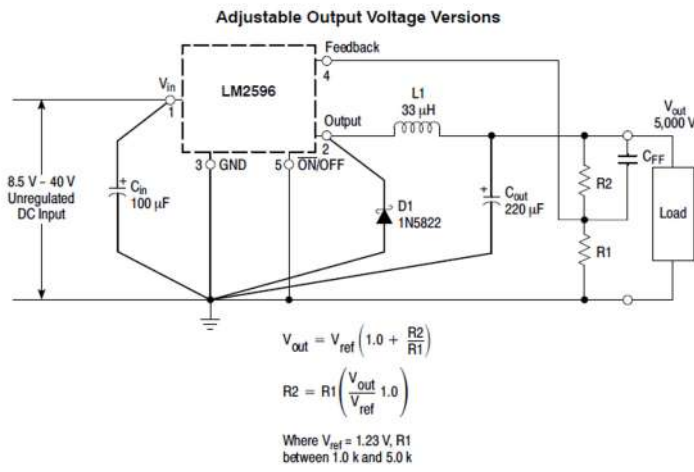 Adjustable Output Voltage Versions
Feedback
4
Vin
1
LM2596
Output
2
L1
33 µH
Vout
5,000 V
3 GND
5 ON/OFF
CFF
R2
8.5 V - 40 V
Unregulated
DC Input
+ Cin
100 µF
D1
1N5822
+ Cout
220 µF
Load
R1
Vout = Vref (1.0 + R2/R1)
R2 = R1 (Vout/Vref 1.0)
Where Vref = 1.23 V, R1
between 1.0 k and 5.0 k